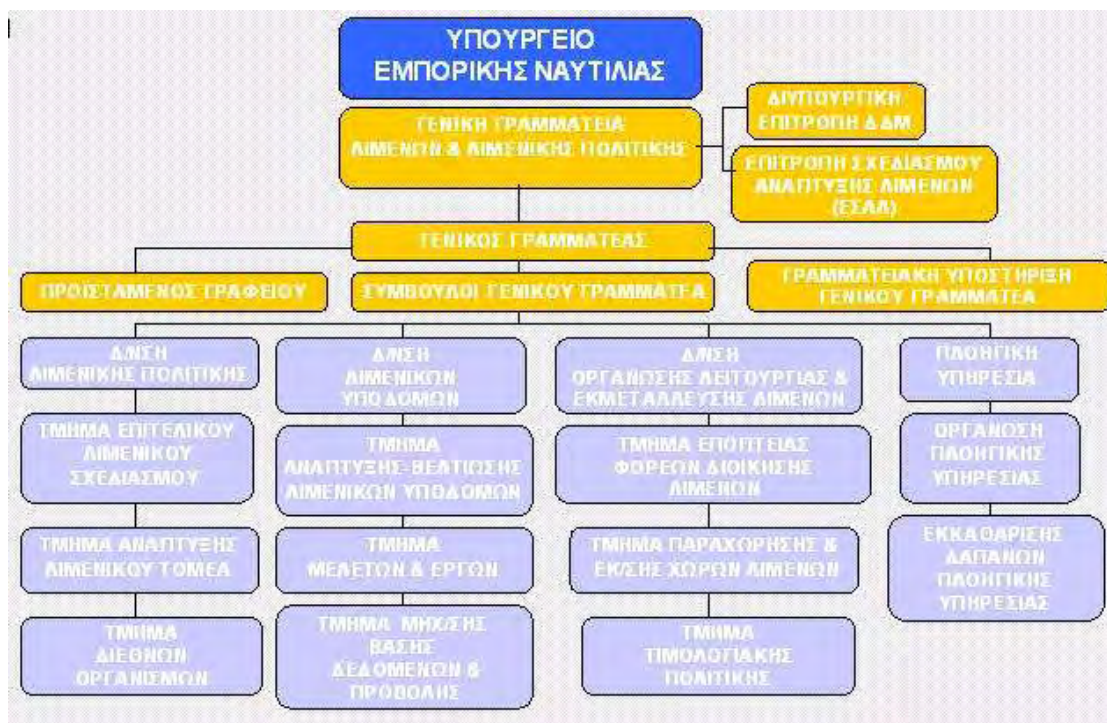 ΥΠΟΥΡΓΕΙΟ
ΕΜΠΟΡΙΚΗΣ ΝΑΥΤΙΛΙΑΣ
ΓΕΝΙΚΗ ΓΡΑΜΜΑΤΕΙΑ
ΛΙΜΕΝΩΝ & ΛΙΜΕΝΙΚΗΣ ΠΟΛΙΤΙΚΗΣ
ΔΙΥΠΟΥΡΓΙΚΗ
ΕΠΙΤΡΟΠΗ ΔΔΜ
ΕΠΙΤΡΟΠΗ ΣΧΕΔΙΑΣΜΟΥ
ΑΝΑΠΤΥΞΗΣ ΛΙΜΕΝΩΝ
(ΕΣΑΛ)
ΓΕΝΙΚΟΣ ΓΡΑΜΜΑΤΕΑΣ
ΠΡΟΙΣΤΑΜΕΝΟΣ ΓΡΑΦΕΙΟΥ
ΣΥΜΒΟΥΛΟΙ ΓΕΝΙΚΟΥ ΓΡΑΜΜΑΤΕΑ
ΓΡΑΜΜΑΤΕΙΑΚΗ ΥΠΟΣΤΗΡΙΞΗ
ΓΕΝΙΚΟΥ ΓΡΑΜΜΑΤΕΑ
Δ/ΝΣΗ
ΛΙΜΕΝΙΚΗΣ ΠΟΛΙΤΙΚΗΣ
ΤΜΗΜΑ ΕΠΙΤΕΛΙΚΟΥ
ΛΙΜΕΝΙΚΟΥ
ΣΧΕΔΙΑΣΜΟΥ
ΤΜΗΜΑ ΑΝΑΠΤΥΞΗΣ
ΛΙΜΕΝΙΚΟΥ ΤΟΜΕΑ
ΤΜΗΜΑ
ΔΙΕΘΝΩΝ
ΟΡΓΑΝΙΣΜΩΝ
Δ/ΝΣΗ
ΛΙΜΕΝΙΚΩΝ
ΥΠΟΔΟΜΩΝ
ΤΜΗΜΑ
ΑΝΑΠΤΥΞΗΣ-ΒΕΛΤΙΩΣΗΣ
ΛΙΜΕΝΙΚΩΝ ΥΠΟΔΟΜΩΝ
ΤΜΗΜΑ
ΜΕΛΕΤΩΝ & ΕΡΓΩΝ
ΤΜΗΜΑ ΜΗΧ/ΣΗΣ
ΒΑΣΗΣ
ΔΕΔΟΜΕΝΩΝ &
ΠΡΟΒΟΛΗΣ
Δ/ΝΣΗ
ΟΡΓΑΝΩΣΗΣ ΛΕΙΤΟΥΡΓΙΑΣ &
ΕΚΜΕΤΑΛΛΕΥΣΗΣ ΛΙΜΕΝΩΝ
ΤΜΗΜΑ ΕΠΟΠΤΕΙΑΣ
ΦΟΡΕΩΝ ΔΙΟΙΚΗΣΗΣ
ΛΙΜΕΝΩΝ
ΤΜΗΜΑ ΠΑΡΑΧΩΡΗΣΗΣ &
ΕΚ/ΣΗΣ ΧΩΡΩΝ ΛΙΜΕΝΩΝ
ΤΜΗΜΑ
ΤΙΜΟΛΟΓΙΑΚΗΣ
ΠΟΛΙΤΙΚΗΣ
ΠΛΟΗΓΙΚΗ
ΥΠΗΡΕΣΙΑ
ΟΡΓΑΝΩΣΗ
ΠΛΟΗΓΙΚΗΣ
ΥΠΗΡΕΣΙΑΣ
ΕΚΚΑΘΑΡΙΣΗΣ
ΔΑΠΑΝΩΝ
ΠΛΟΗΓΙΚΗΣ
ΥΠΗΡΕΣΙΑΣ